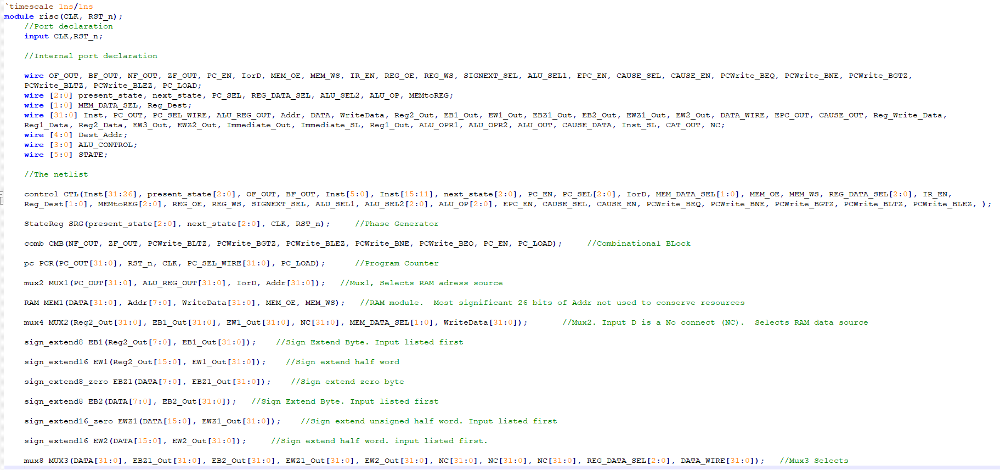 `timescale 1ns/1ns
module risc(CLK, RST_n);
//Port declaration
input CLK,RST_n;
//Internal port declaration
wire OF_OUT, BF_OUT, NF_OUT, ZF_OUT, PC_EN, IorD, MEM_OE, MEM_WS, IR_EN, REG_OE, REG_WS, SIGNEXT_SEL, ALU_SEL1, EPC_EN, CAUSE_SEL, CAUSE_EN, PCWrite_BEQ, PCWrite_BNE, PCWrite_BGTZ,
PCWrite_BLTZ, PCWrite_BLEZ, PC_LOAD;
wire [2:0] present_state, next_state, PC_SEL, REG_DATA_SEL, ALU_SEL2, ALU_OP, MEMtoREG;
wire [1:0] MEM_DATA_SEL, Reg_Dest;
wire [31:0] Inst, PC_OUT, PC_SEL_WIRE, ALU_REG_OUT, Addr, DATA, WriteData, Reg2_Out, EB1_Out, EW1_Out, EBZ1_Out, EB2_Out, EWZ1_Out, EW2_Out, DATA_WIRE, EPC_OUT, CAUSE_OUT, Reg_Write_Data,
Reg1_Data, Reg2_Data, EW3_Out, EWZ2_Out, Immediate_Out, Immediate_SL, Reg1_Out, ALU_OPR1, ALU_OPR2, ALU_OUT, CAUSE_DATA, Inst_SL, CAT_OUT, NC;
wire [4:0] Dest_Addr;
wire [3:0] ALU_CONTROL;
wire [5:0] STATE;
//The netlist
control CTL(Inst[31:26], present_state[2:0], OF_OUT, BF_OUT, Inst[5:0], Inst[15:11], next_state[2:0], PC_EN, PC_SEL[2:0], IorD, MEM_DATA_SEL[1:0], MEM_OE, MEM_WS, REG_DATA_SEL[2:0], IR_EN,
Reg_Dest[1:0], MEMtoREG[2:0], REG_OE, REG_WS, SIGNEXT_SEL, ALU_SEL1, ALU_SEL2[2:0], ALU_OP[2:0], EPC_EN, CAUSE_SEL, CAUSE_EN, PCWrite_BEQ, PCWrite_BNE, PCWrite_BGTZ, PCWrite_BLTZ, PCWrite_BLEZ, );
StateReg SRG(present_state[2:0], next_state[2:0], CLK, RST_n); //Phase Generator
comb CMB(NF_OUT, ZF_OUT, PCWrite_BLTZ, PCWrite_BGTZ, PCWrite_BLEZ, PCWrite_BNE, PCWrite_BEQ, PC_EN, PC_LOAD); //Combinational BLock
pc PCR(PC_OUT[31:0], RST_n, CLK, PC_SEL_WIRE[31:0], PC_LOAD); //Program Counter
mux2 MUX1(PC_OUT[31:0], ALU_REG_OUT[31:0], IorD, Addr[31:0]); //Mux1, Selects RAM adress source
RAM MEM1(DATA[31:0], Addr[7:0], WriteData[31:0], MEM_OE, MEM_WS); //RAM module. Most significant 26 bits of Addr not used to conserve resources
mux4 MUX2(Reg2_Out[31:0], EB1_Out[31:0], EW1_Out[31:0], NC[31:0], MEM_DATA_SEL[1:0], WriteData[31:0]); //Mux2. Input D is a No connect (NC). Selects RAM data source
sign_extend8 EB1(Reg2_Out[7:0], EB1_Out[31:0]); //Sign Extend Byte. Input listed first
sign_extend16 EW1(Reg2_Out[15:0], EW1_Out[31:0]); //Sign extend half word
sign_extend8_zero EBZ1(DATA[7:0], EBZ1_Out[31:0]); //Sign extend zero byte
sign_extend8 EB2(DATA[7:0], EB2_Out[31:0]); //Sign Extend Byte. Input listed first
sign_extend16_zero EWZ1(DATA[15:0], EWZ1_Out[31:0]); //Sign extend unsigned half word. Input listed first
sign_extend16 EW2(DATA[15:0], EW2_Out[31:0]); //Sign extend half word. input listed first.
mux8 MUX3(DATA[31:0], EBZ1_Out[31:0], EB2_Out[31:0], EWZ1_Out[31:0], EW2_Out[31:0], NC[31:0], NC[31:0], NC[31:0], REG_DATA_SEL[2:0], DATA_WIRE[31:0]); //Mux3 Selects